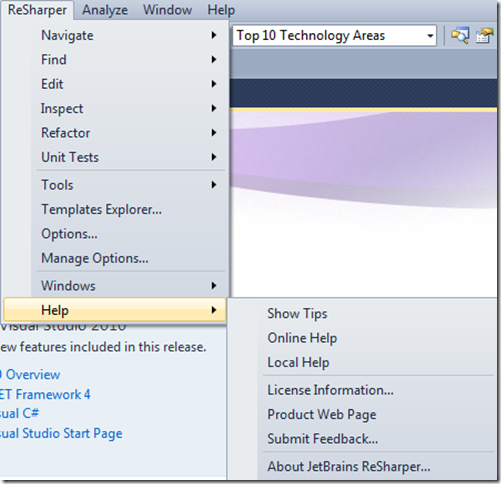 ReSharper Analyze Window Help
Top 10 Technology Areas
Navigate
Find
Edit
Inspect
Refactor
Unit Tests
Tools
Templates Explorer...
Options...
Manage Options...
Windows
Help
Show Tips
Online Help
Local Help
License Information...
Product Web Page
Submit Feedback...
About JetBrains ReSharper...
Visual Studio 2010
ew features included in this release.
0 Overview
ET Framework 4
sual C#
sual Studio Start Page